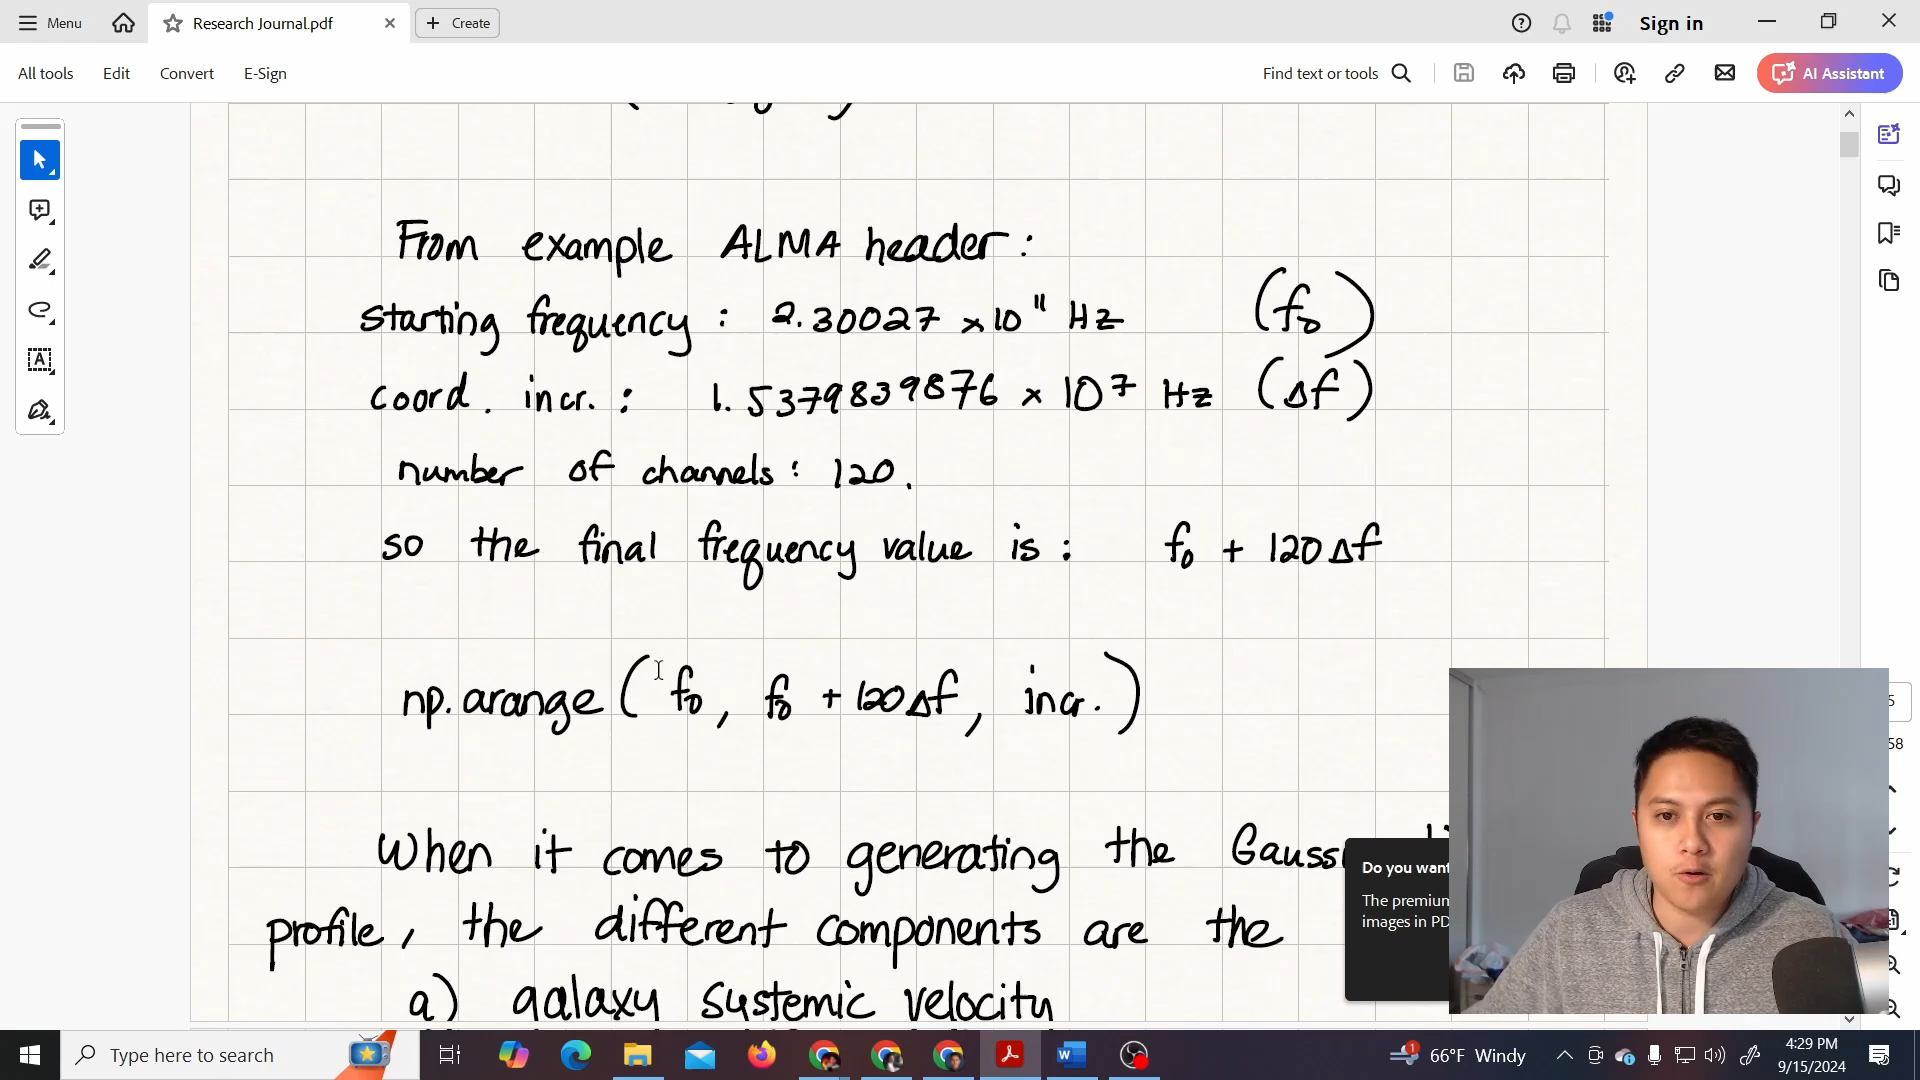 Menu
Research Journal.pdf
Create
Sign in
All tools
Edit
Convert
E-Sign
Find text or tools
AI Assistant
From example ALMA header:
starting frequency : 2.30027 ×10¹¹ Hz (f₀)
coord. incr. : 1.5379839876 × 10⁷ Hz (Δf)
number of channels: 120.
so the final frequency value is : f₀ + 120Δf
np.arange (f₀, f₀ + 120Δf, incr.)
When it comes to generating the
profile, the different components are the
a) galaxy systemic velocity
Do you want
The premium
images in
5
58
Type here to search
1
66°F Windy
4:29 PM
9/15/2024